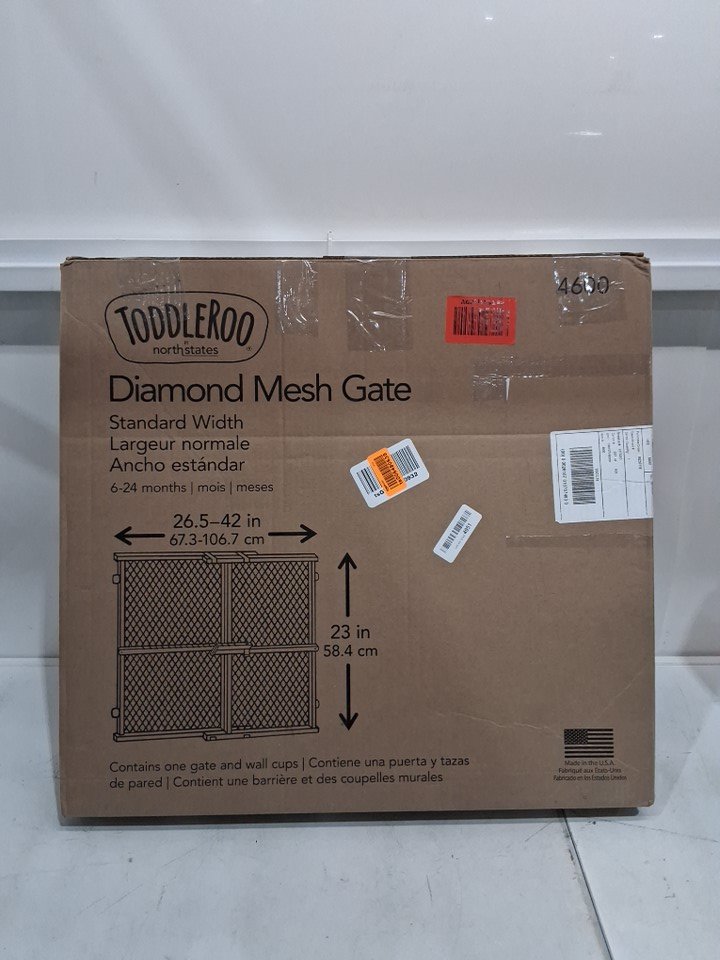 TODDLEROO
by
northstates
4600
Diamond Mesh Gate
Standard Width
Largeur normale
Ancho estándar
6-24 months | mois | meses
26.5–42 in
67.3-106.7 cm
23 in
58.4 cm
Contains one gate and wall cups | Contiene una puerta y tazas
de pared | Contient une barrière et des coupelles murales
Made in the U.S.A.
Fabriqué aux États-Unis
Fabricado en los Estados Unidos